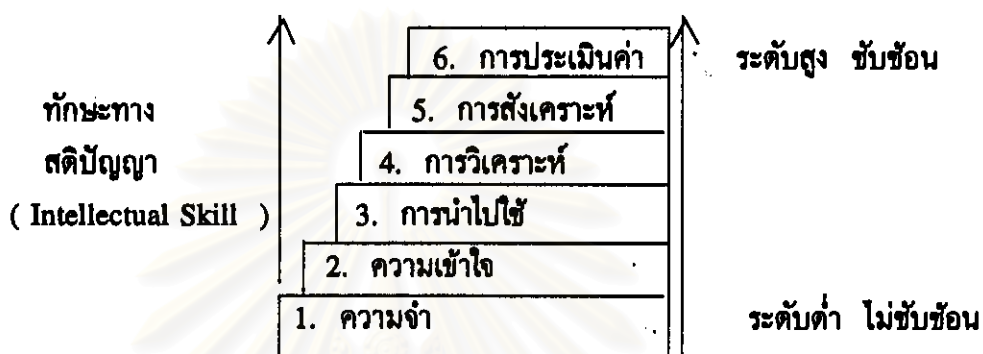 6. การประเมินค่า ระดับสูง ซับซ้อน
ทักษะทาง 5. การสังเคราะห์
สติปัญญา 4. การวิเคราะห์
( Intellectual Skill ) 3. การนำไปใช้
2. ความเข้าใจ
1. ความจำ ระดับต่ำ ไม่ซับซ้อน